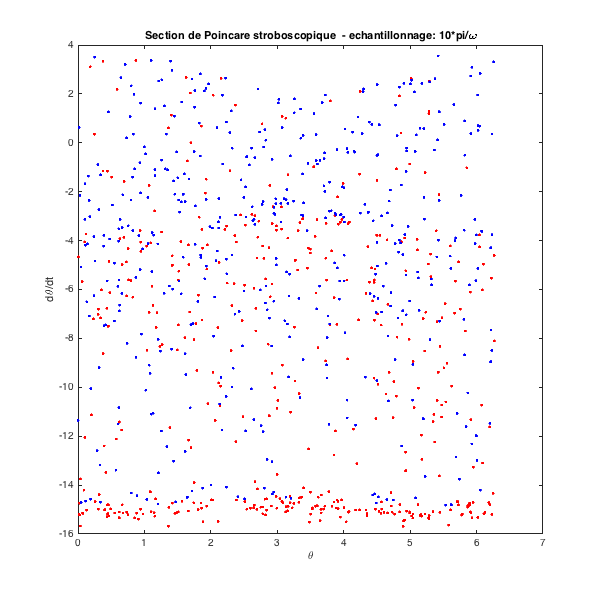 Section de Poincare stroboscopique - echantillonnage: 10*pi/ω
4
2
0
-2
-4
-6
-8
-10
-12
-14
-16
dθ/dt
0 1 2 3 4 5 6 7
θ